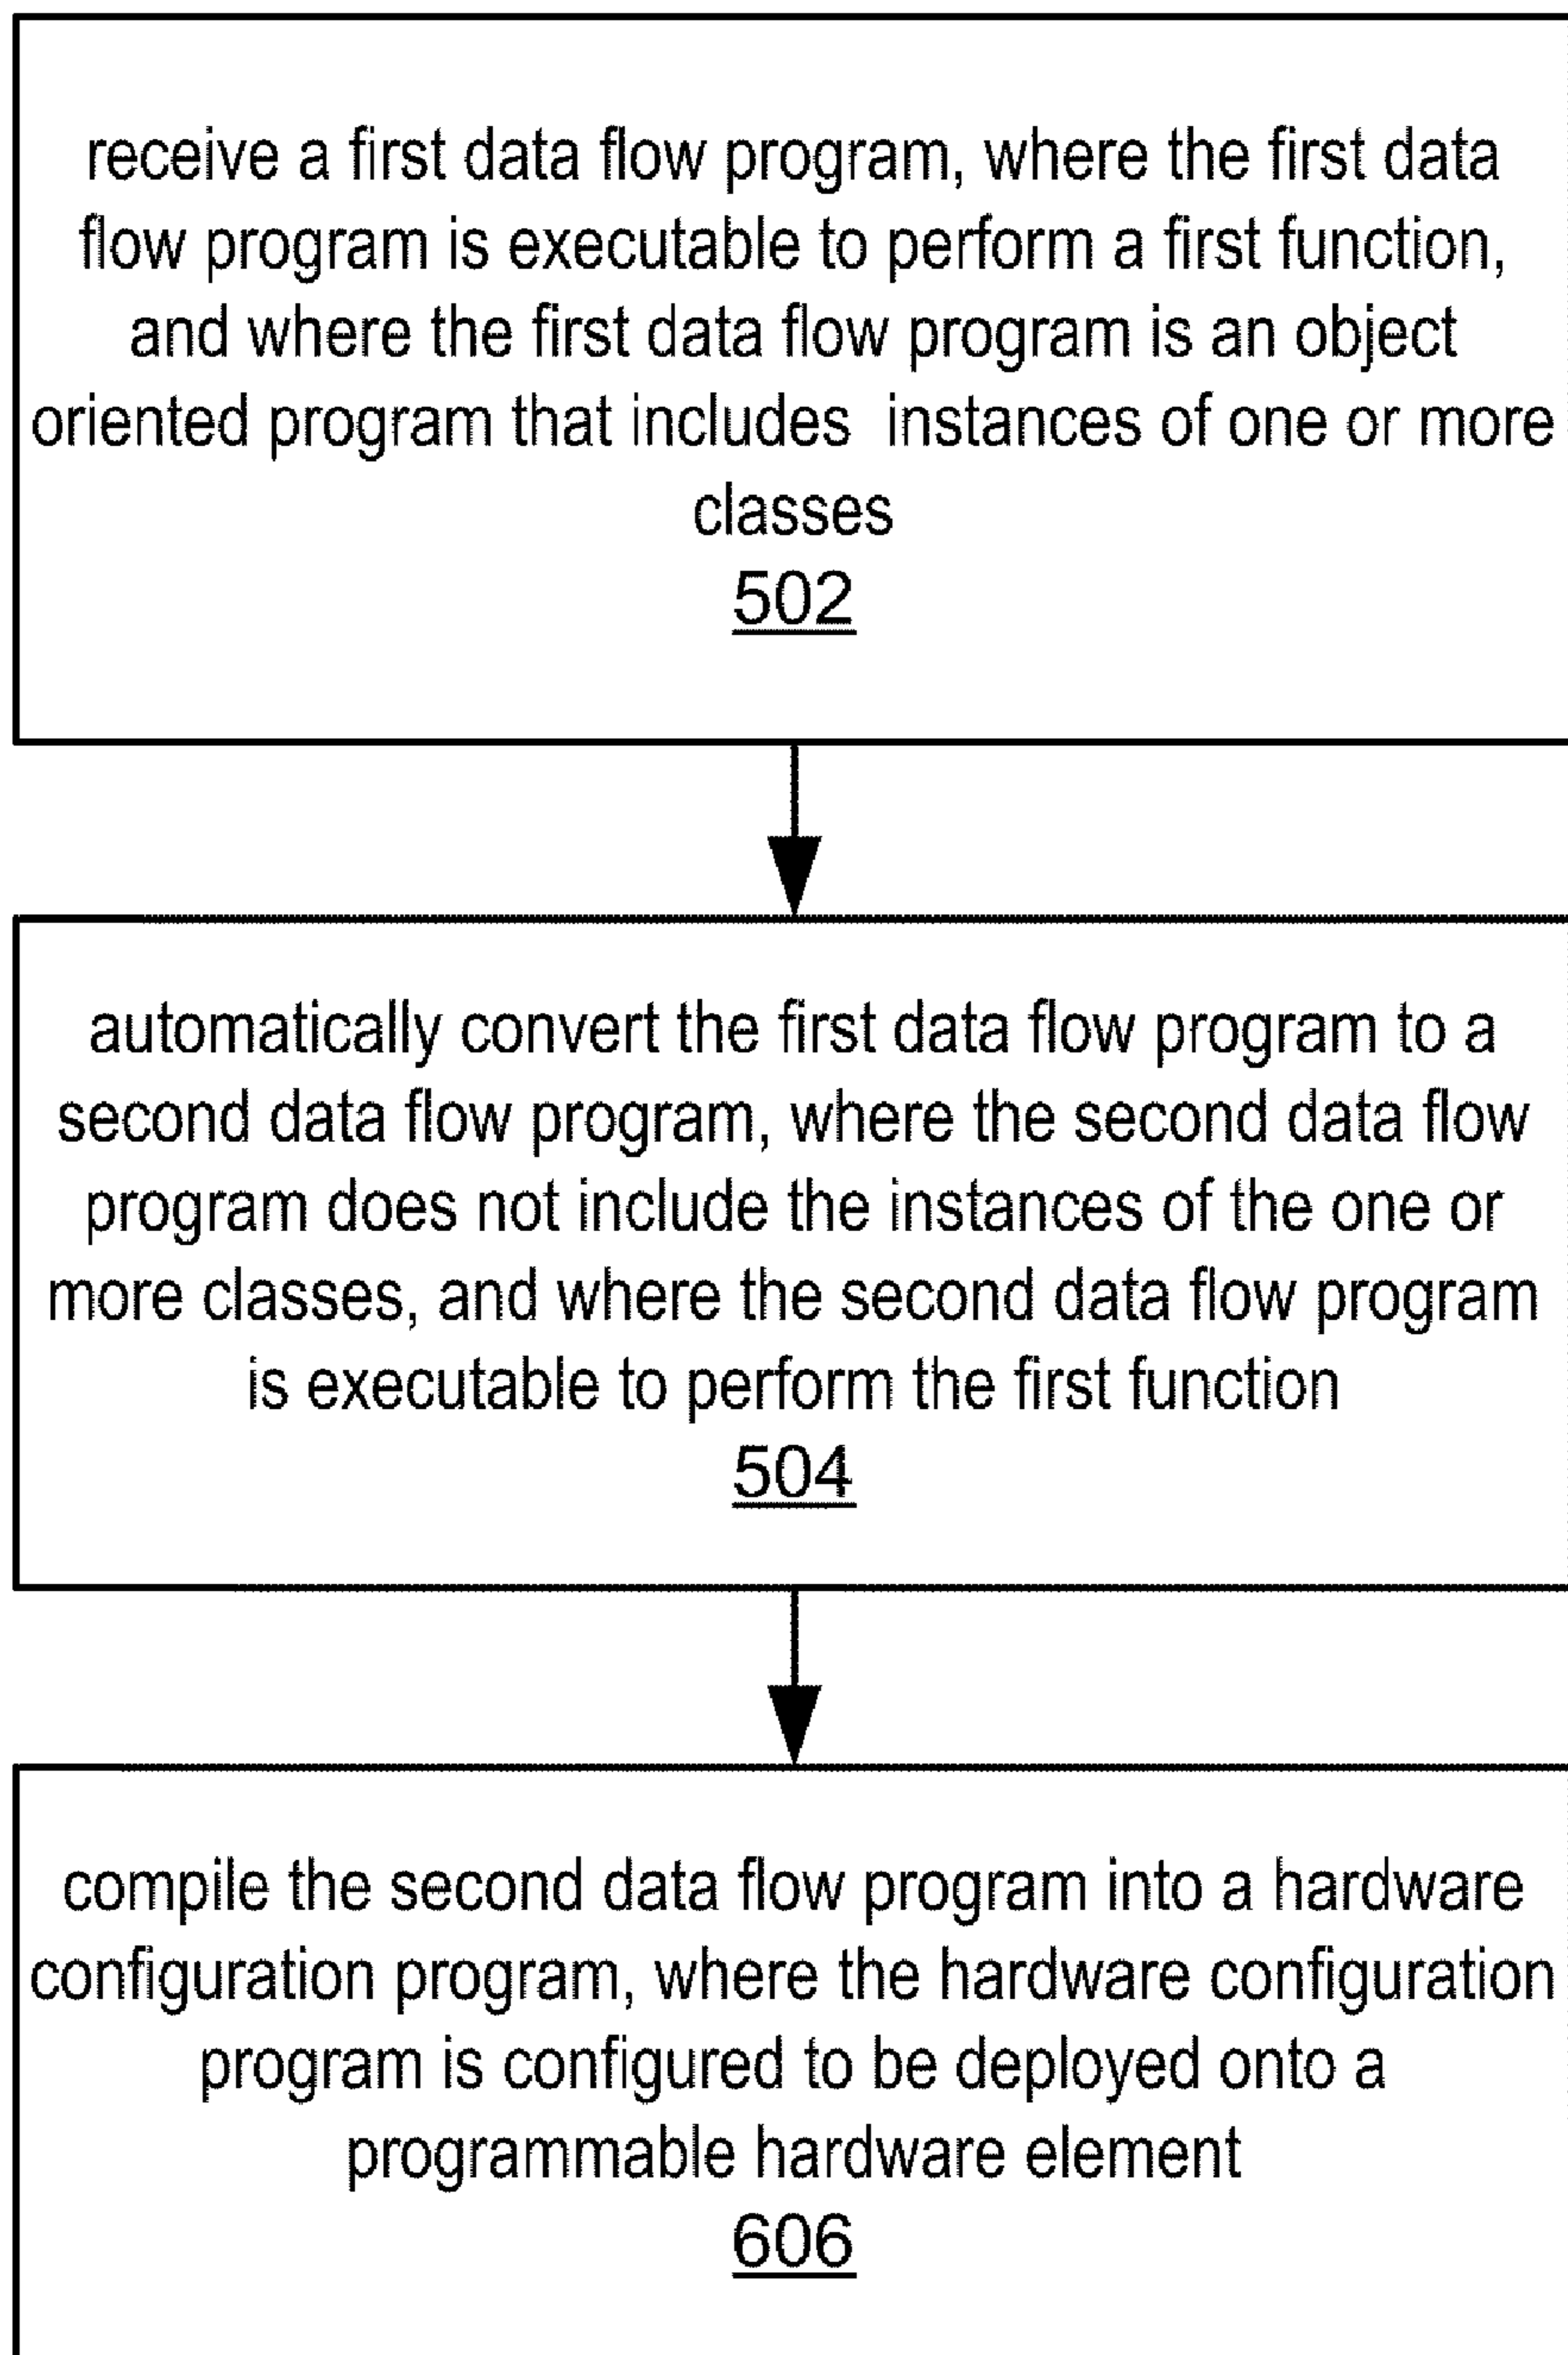 receive a first data flow program, where the first data
flow program is executable to perform a first function,
and where the first data flow program is an object
oriented program that includes  instances of one or more
classes
502
automatically convert the first data flow program to a
second data flow program, where the second data flow
program does not include the instances of the one or
more classes, and where the second data flow program
is executable to perform the first function
504
compile the second data flow program into a hardware
configuration program, where the hardware configuration
program is configured to be deployed onto a
programmable hardware element
606